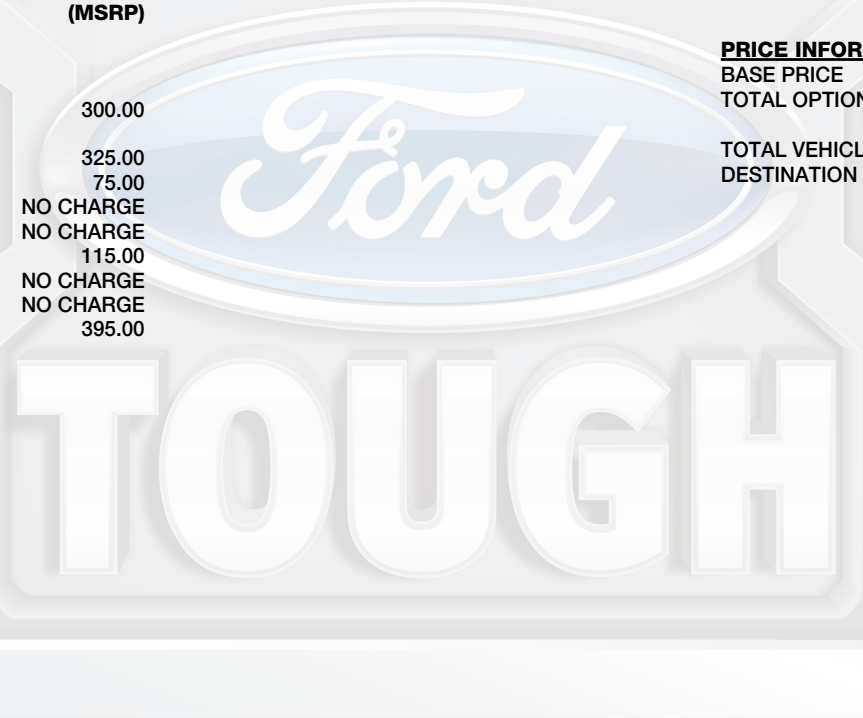 (MSRP)
300.00
325.00
75.00
NO CHARGE
NO CHARGE
115.00
NO CHARGE
NO CHARGE
395.00
PRICE INFOR
BASE PRICE
TOTAL OPTION
TOTAL VEHICL
DESTINATION
Ford
TOUGH